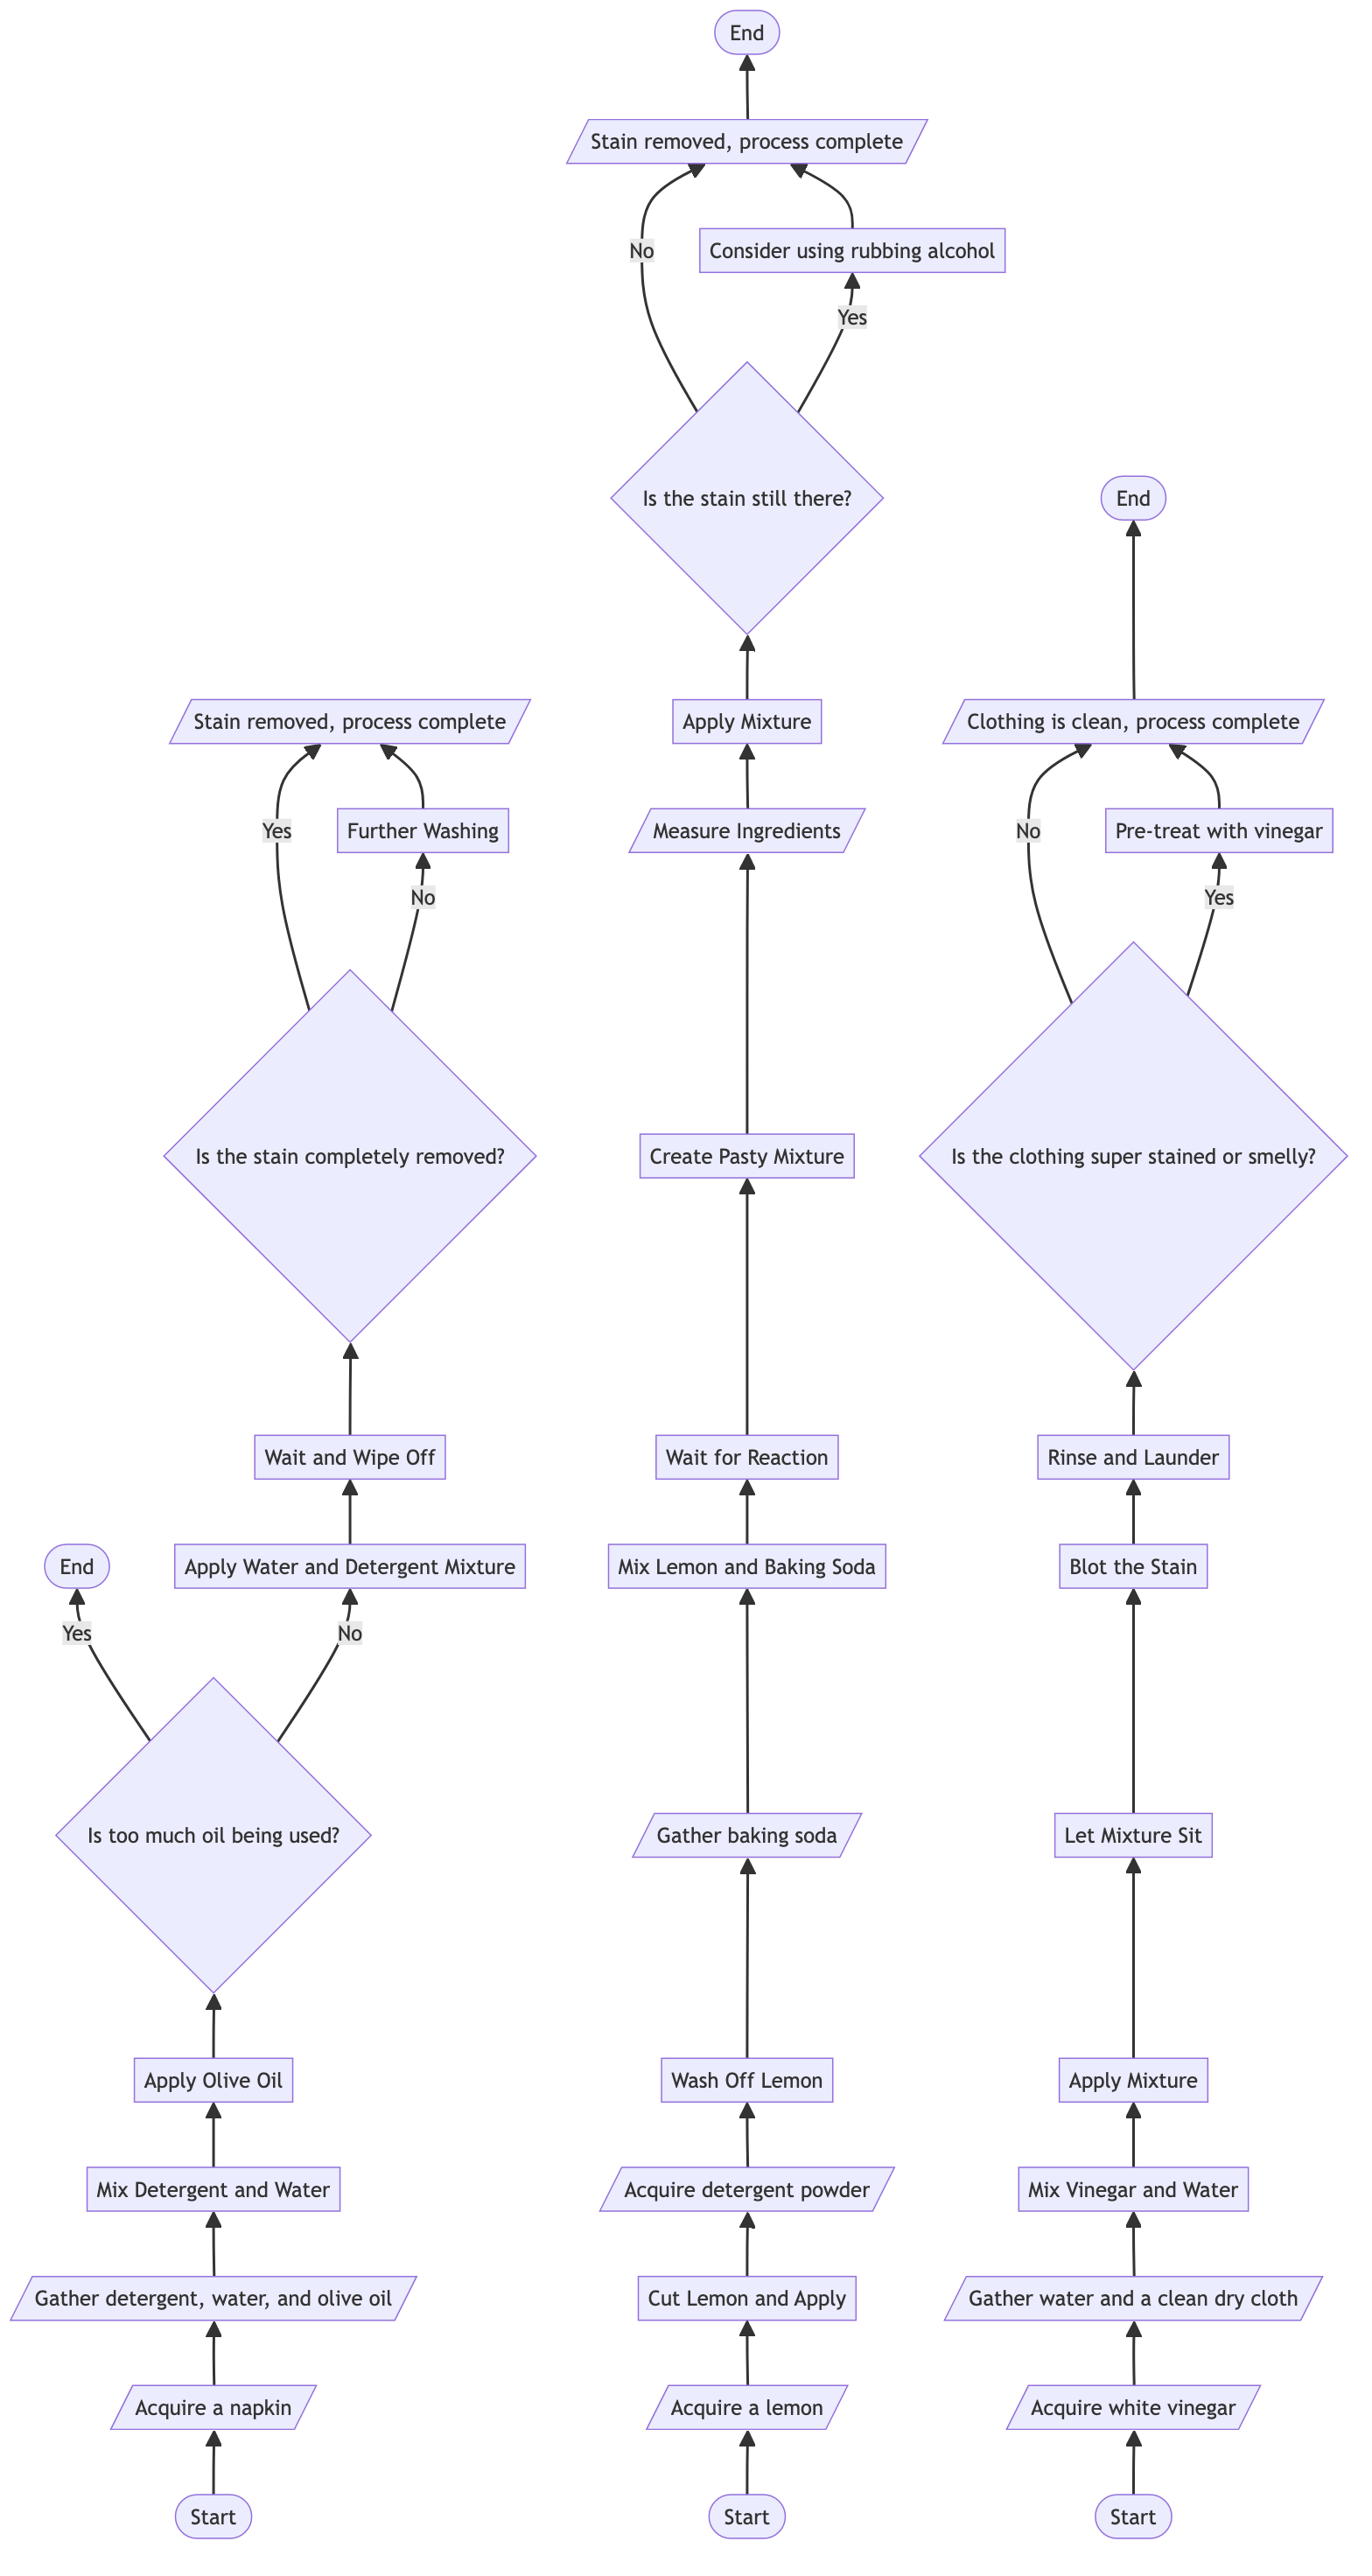 End
Stain removed, process complete
No
Consider using rubbing alcohol
Yes
Is the stain still there?
End
Stain removed, process complete
Apply Mixture
Clothing is clean, process complete
Yes
Further Washing
Measure Ingredients
No
Pre-treat with vinegar
No
Yes
Is the stain completely removed?
Create Pasty Mixture
Is the clothing super stained or smelly?
Wait and Wipe Off
Wait for Reaction
Rinse and Launder
End
Apply Water and Detergent Mixture
Mix Lemon and Baking Soda
Blot the Stain
Yes
No
Is too much oil being used?
Gather baking soda
Let Mixture Sit
Apply Olive Oil
Wash Off Lemon
Apply Mixture
Mix Detergent and Water
Acquire detergent powder
Mix Vinegar and Water
Gather detergent, water, and olive oil
Cut Lemon and Apply
Gather water and a clean dry cloth
Acquire a napkin
Acquire a lemon
Acquire white vinegar
Start
Start
Start